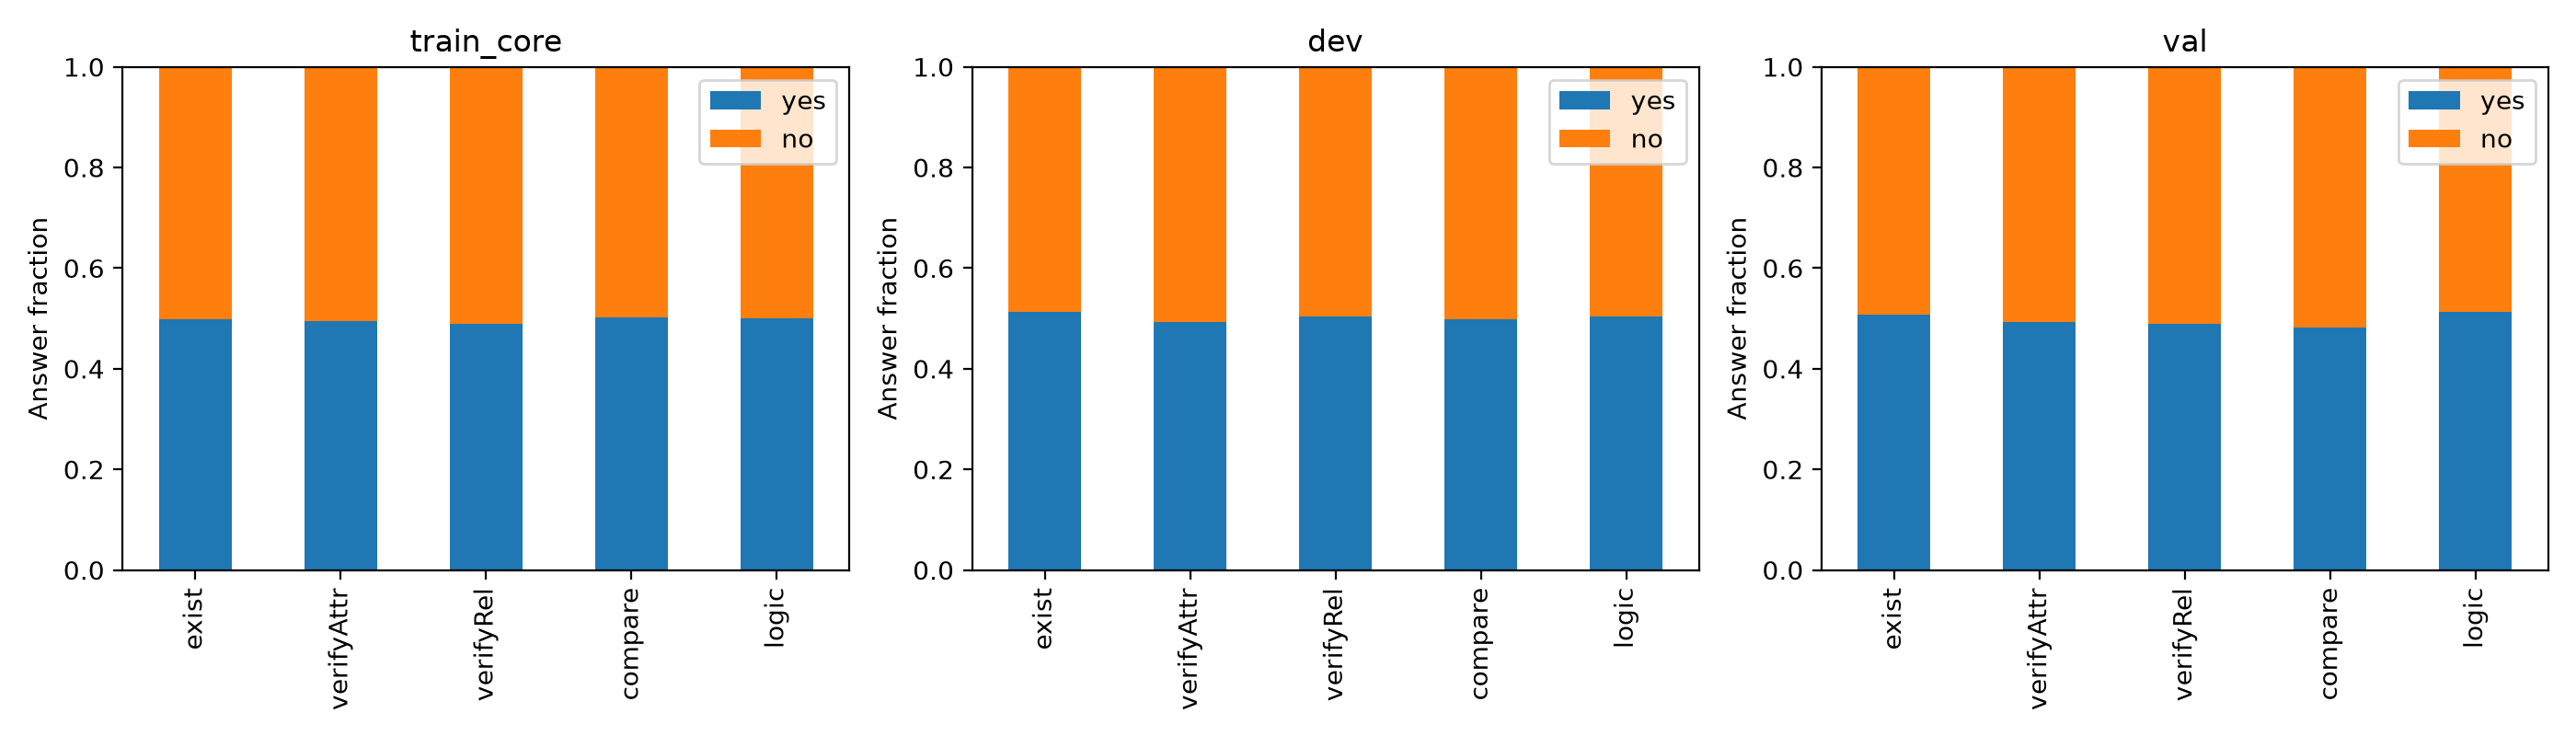 train_core
1.0
0.8
0.6
0.4
0.2
0.0
Answer fraction
yes
no
exist
verifyAttr
verifyRel
compare
logic
dev
1.0
0.8
0.6
0.4
0.2
0.0
Answer fraction
yes
no
exist
verifyAttr
verifyRel
compare
logic
val
1.0
0.8
0.6
0.4
0.2
0.0
Answer fraction
yes
no
exist
verifyAttr
verifyRel
compare
logic